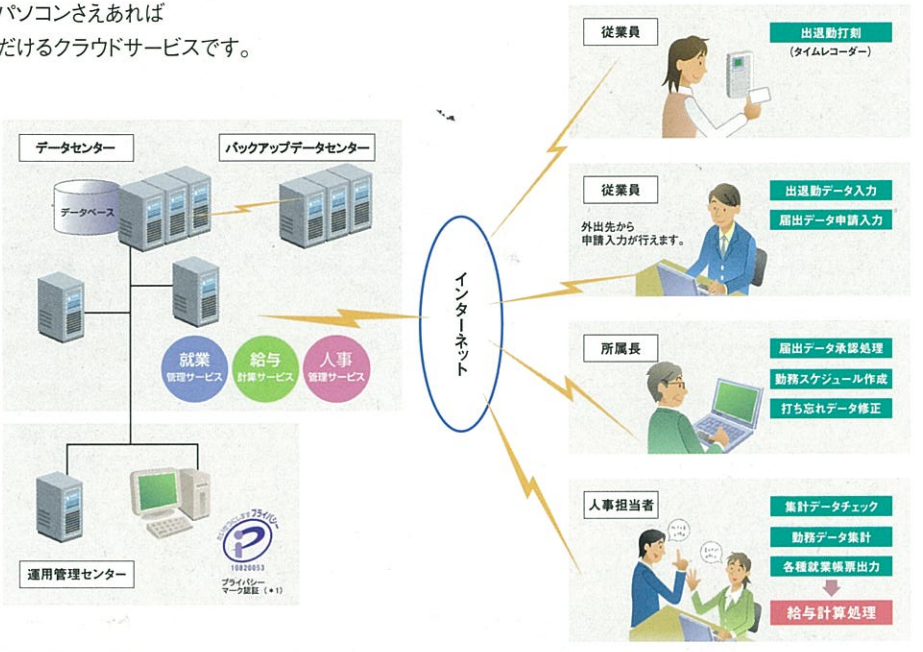 パソコンさえあれば
だけるクラウドサービスです。
データセンター
バックアップデータセンター
データベース
就業
管理サービス
給与
計算サービス
人事
管理サービス
運用管理センター
たいせつにしますプライバシー
10820053
プライバシー
マーク認証（*1）
インターネット
従業員
出退勤打刻
（タイムレコーダー）
従業員
外出先から
申請入力が行えます。
出退勤データ入力
届出データ申請入力
所属長
届出データ承認処理
勤務スケジュール作成
打ち忘れデータ修正
人事担当者
集計データチェック
勤務データ集計
各種就業帳票出力
給与計算処理